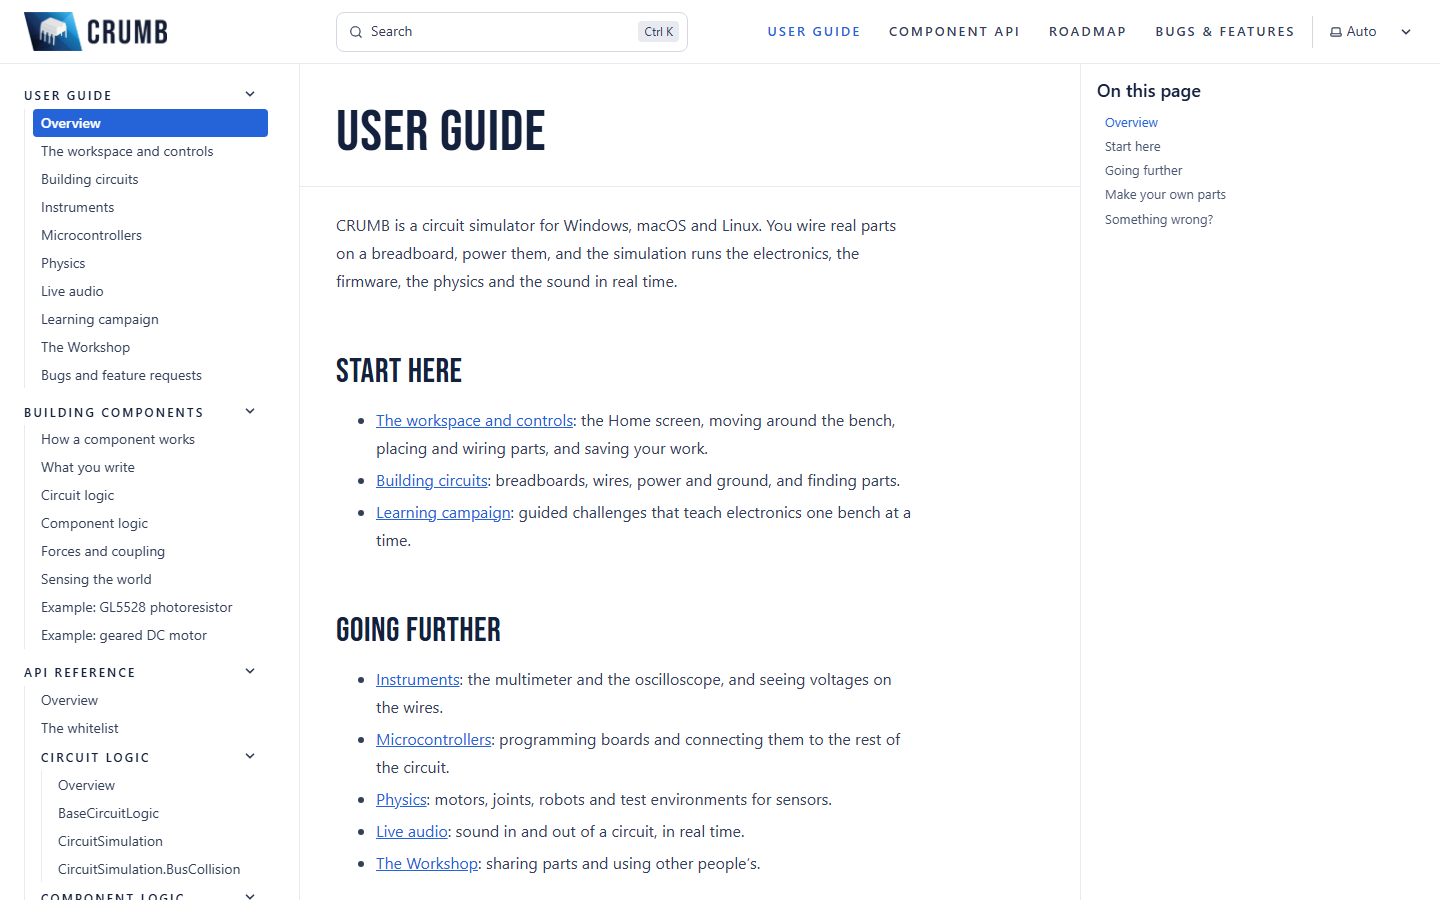 CRUMB
Search
Ctrl K
USER GUIDE
COMPONENT API
ROADMAP
BUGS & FEATURES
Auto
USER GUIDE
Overview
The workspace and controls
Building circuits
Instruments
Microcontrollers
Physics
Live audio
Learning campaign
The Workshop
Bugs and feature requests
BUILDING COMPONENTS
How a component works
What you write
Circuit logic
Component logic
Forces and coupling
Sensing the world
Example: GL5528 photoresistor
Example: geared DC motor
API REFERENCE
Overview
The whitelist
CIRCUIT LOGIC
Overview
BaseCircuitLogic
CircuitSimulation
CircuitSimulation.BusCollision
COMPONENT LOGIC
USER GUIDE
CRUMB is a circuit simulator for Windows, macOS and Linux. You wire real parts
on a breadboard, power them, and the simulation runs the electronics, the
firmware, the physics and the sound in real time.
START HERE
The workspace and controls: the Home screen, moving around the bench,
placing and wiring parts, and saving your work.
Building circuits: breadboards, wires, power and ground, and finding parts.
Learning campaign: guided challenges that teach electronics one bench at a
time.
GOING FURTHER
Instruments: the multimeter and the oscilloscope, and seeing voltages on
the wires.
Microcontrollers: programming boards and connecting them to the rest of
the circuit.
Physics: motors, joints, robots and test environments for sensors.
Live audio: sound in and out of a circuit, in real time.
The Workshop: sharing parts and using other people's.
On this page
Overview
Start here
Going further
Make your own parts
Something wrong?